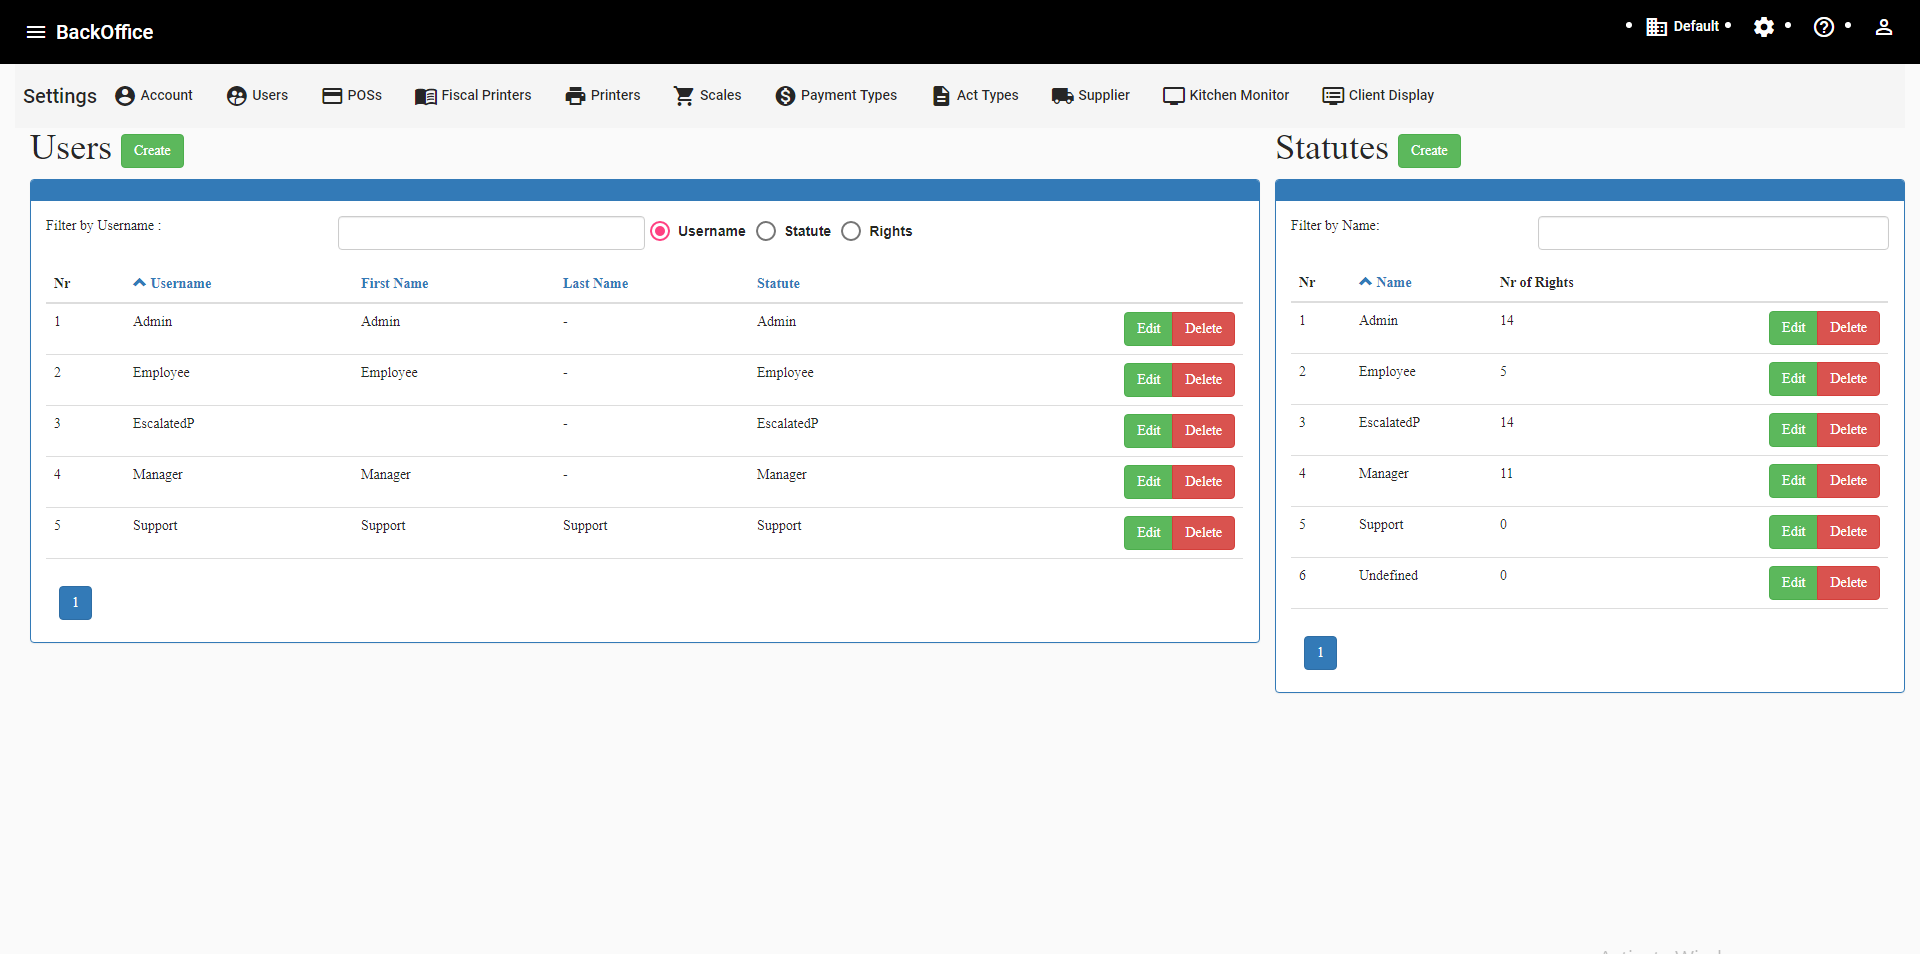 BackOffice
Default
Settings Account Users POSs Fiscal Printers Printers Scales Payment Types Act Types Supplier Kitchen Monitor Client Display
Users Create
Filter by Username :
Username Statute Rights
Nr Username First Name Last Name Statute
1 Admin Admin - Admin Edit Delete
2 Employee Employee - Employee Edit Delete
3 EscalatedP - EscalatedP Edit Delete
4 Manager Manager - Manager Edit Delete
5 Support Support Support Support Edit Delete
1
Statutes Create
Filter by Name:
Nr Name Nr of Rights
1 Admin 14 Edit Delete
2 Employee 5 Edit Delete
3 EscalatedP 14 Edit Delete
4 Manager 11 Edit Delete
5 Support 0 Edit Delete
6 Undefined 0 Edit Delete
1